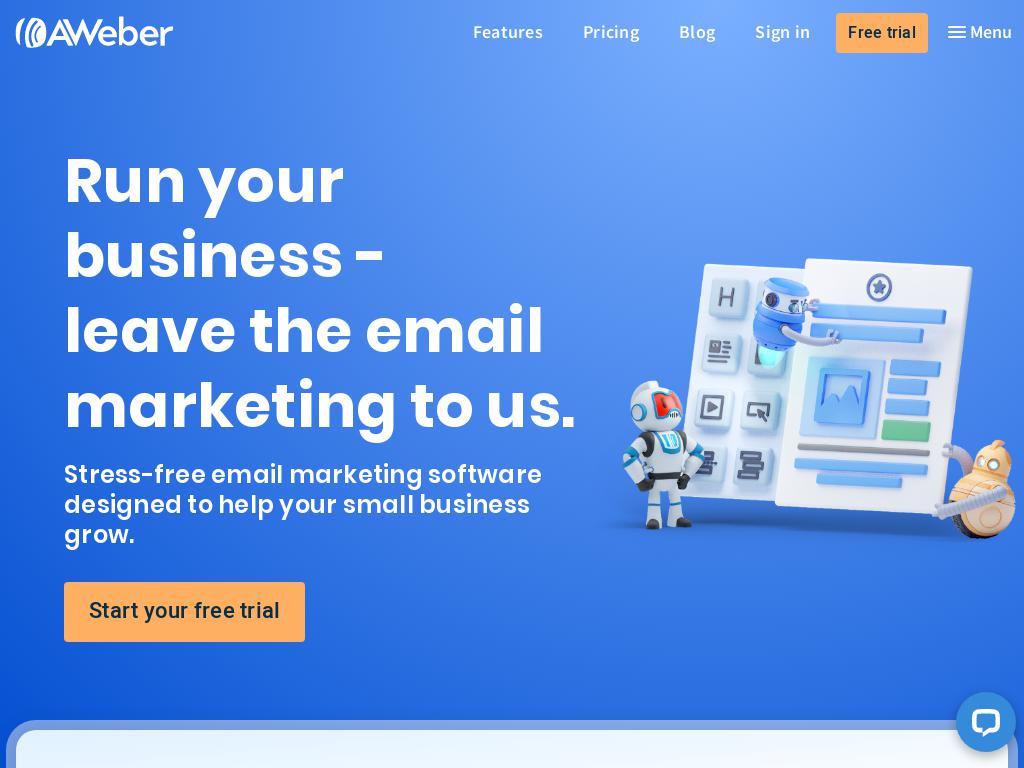 AWeber
Features
Pricing
Blog
Sign in
Free trial
Menu
Run your
business -
leave the email
marketing to us.
Stress-free email marketing software
designed to help your small business
grow.
Start your free trial
H
10